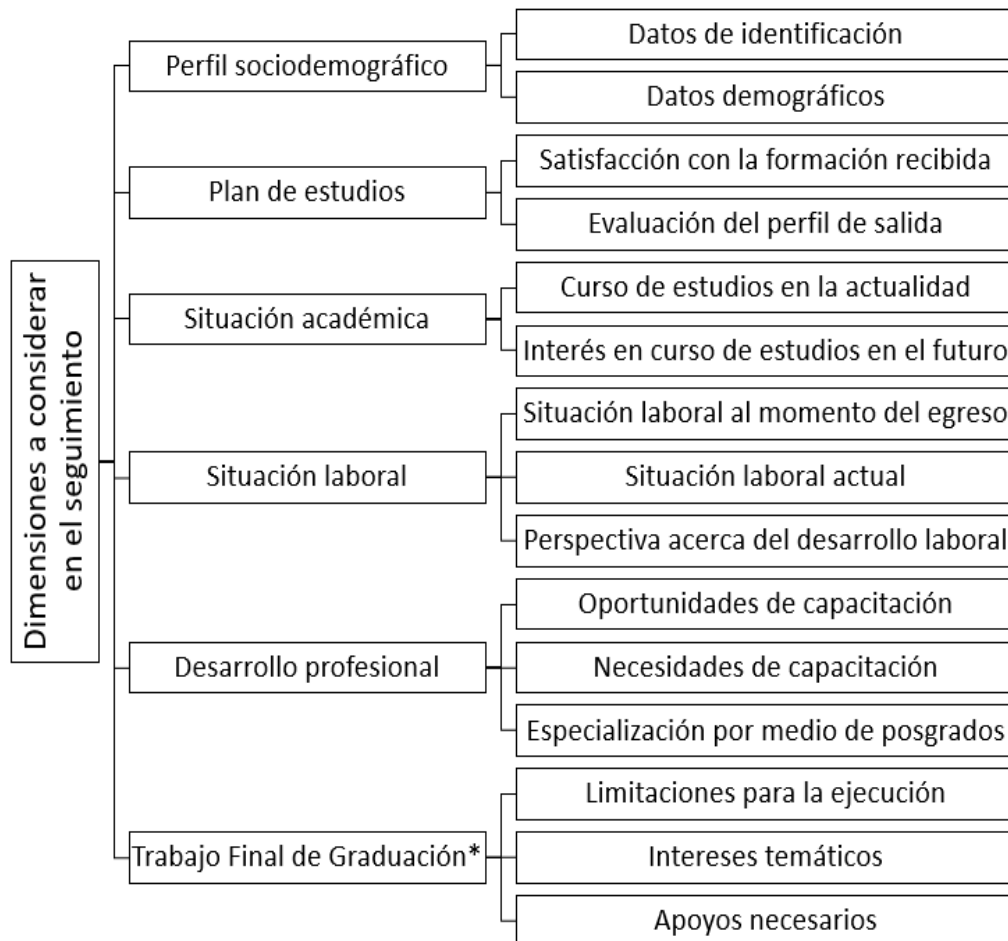 Dimensiones a considerar
en el seguimiento
Perfil sociodemográfico
Datos de identificación
Datos demográficos
Plan de estudios
Satisfacción con la formación recibida
Evaluación del perfil de salida
Situación académica
Curso de estudios en la actualidad
Interés en curso de estudios en el futuro
Situación laboral
Situación laboral al momento del egreso
Situación laboral actual
Perspectiva acerca del desarrollo laboral
Desarrollo profesional
Oportunidades de capacitación
Necesidades de capacitación
Especialización por medio de posgrados
Trabajo Final de Graduación*
Limitaciones para la ejecución
Intereses temáticos
Apoyos necesarios